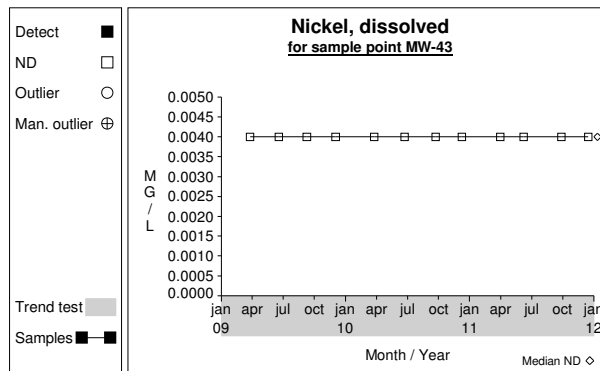 Detect
ND
Outlier
Man. outlier
Trend test
Samples
Nickel, dissolved
for sample point MW-43
M
G
/
L
0.0050
0.0045
0.0040
0.0035
0.0030
0.0025
0.0020
0.0015
0.0010
0.0005
0.0000
jan apr jul oct jan apr jul oct jan apr jul oct jan
09 10 11 12
Month / Year
Median ND